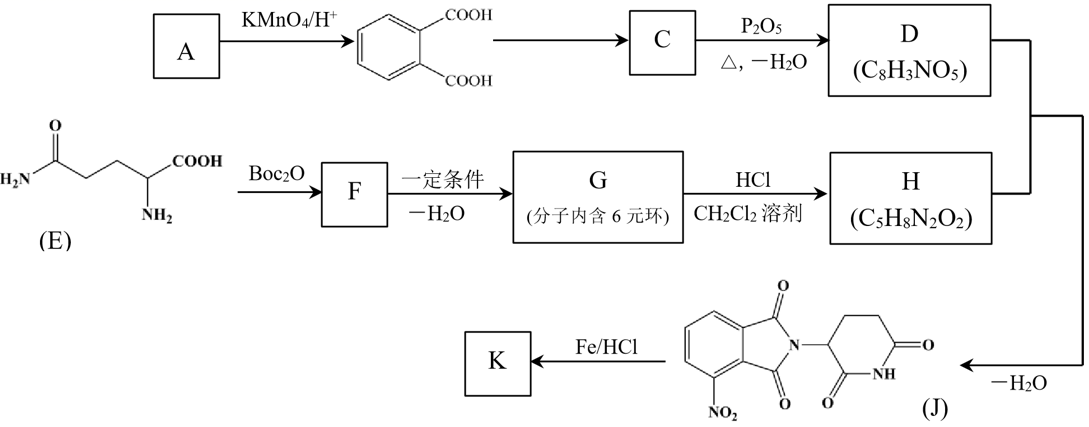 A
KMnO₄/H⁺
COOH
COOH
C
P₂O₅
△, －H₂O
D
(C₈H₃NO₅)
O
H₂N
COOH
NH₂
(E)
Boc₂O
F
一定条件
－H₂O
G
(分子内含 6 元环)
HCl
CH₂Cl₂ 溶剂
H
(C₅H₈N₂O₂)
K
Fe/HCl
O
N
O
NO₂
O
NH
O
(J)
－H₂O